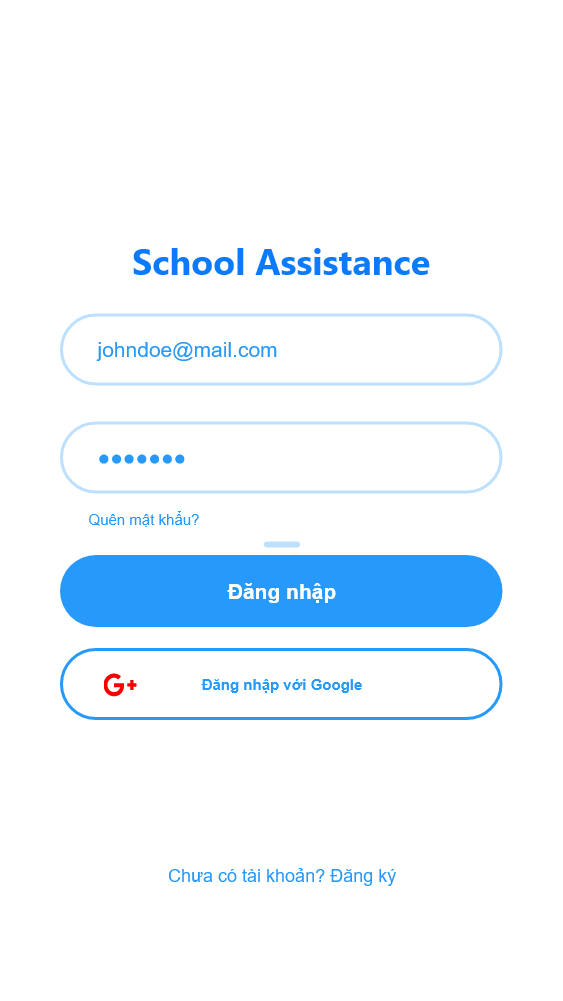 School Assistance
johndoe@mail.com
•••••••
Quên mật khẩu?
Đăng nhập
G+ Đăng nhập với Google
Chưa có tài khoản? Đăng ký